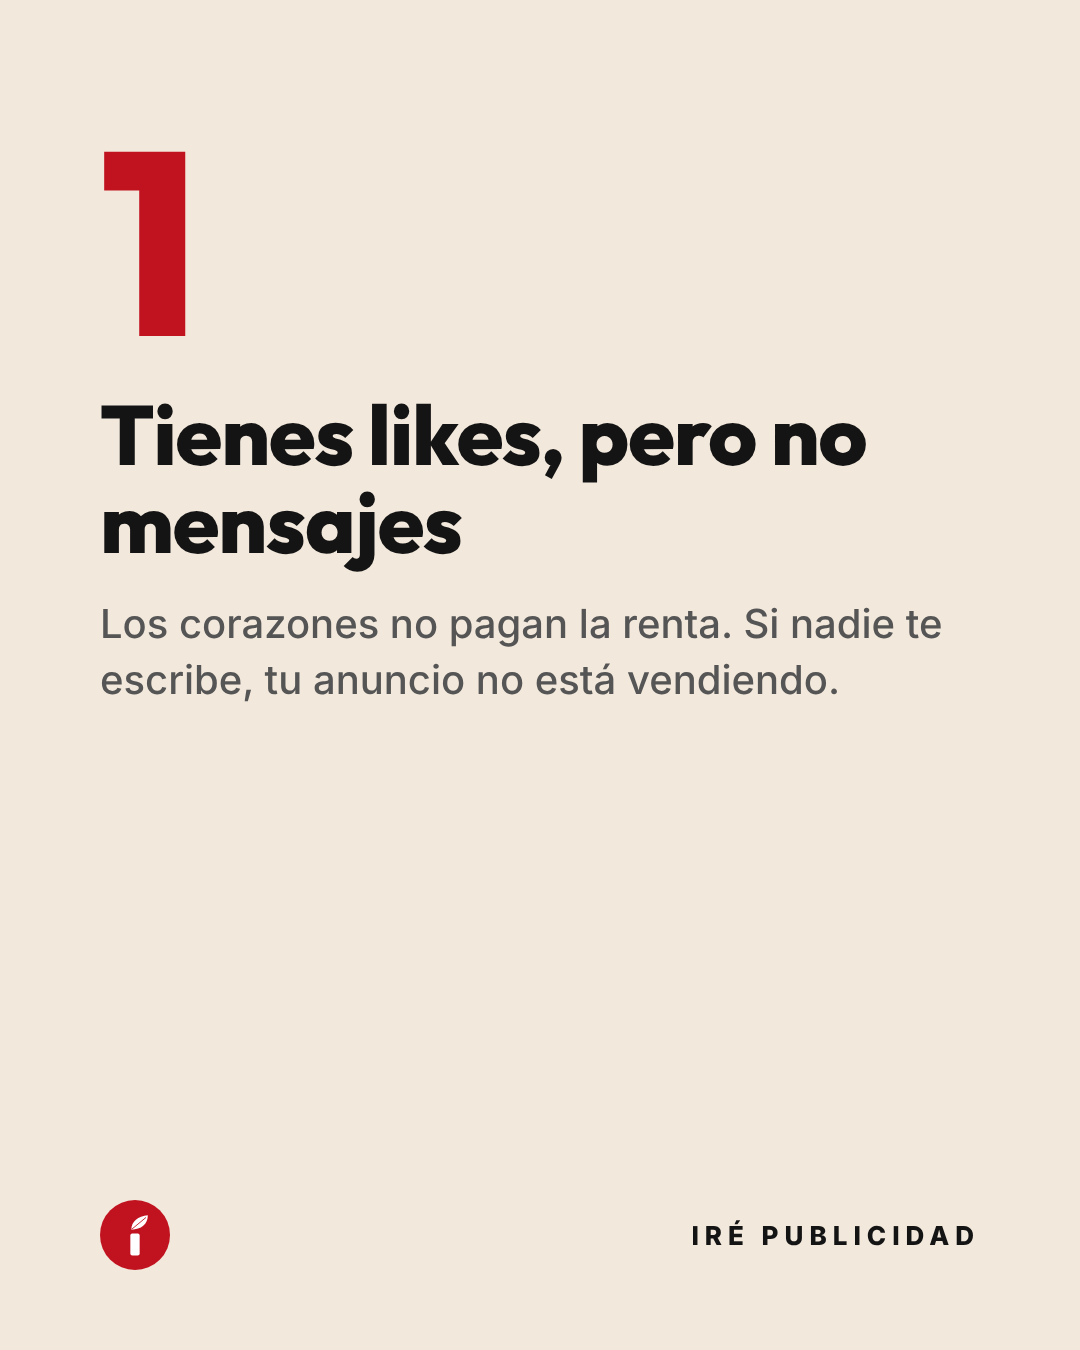 1
Tienes likes, pero no
mensajes
Los corazones no pagan la renta. Si nadie te
escribe, tu anuncio no está vendiendo.
IRÉ PUBLICIDAD